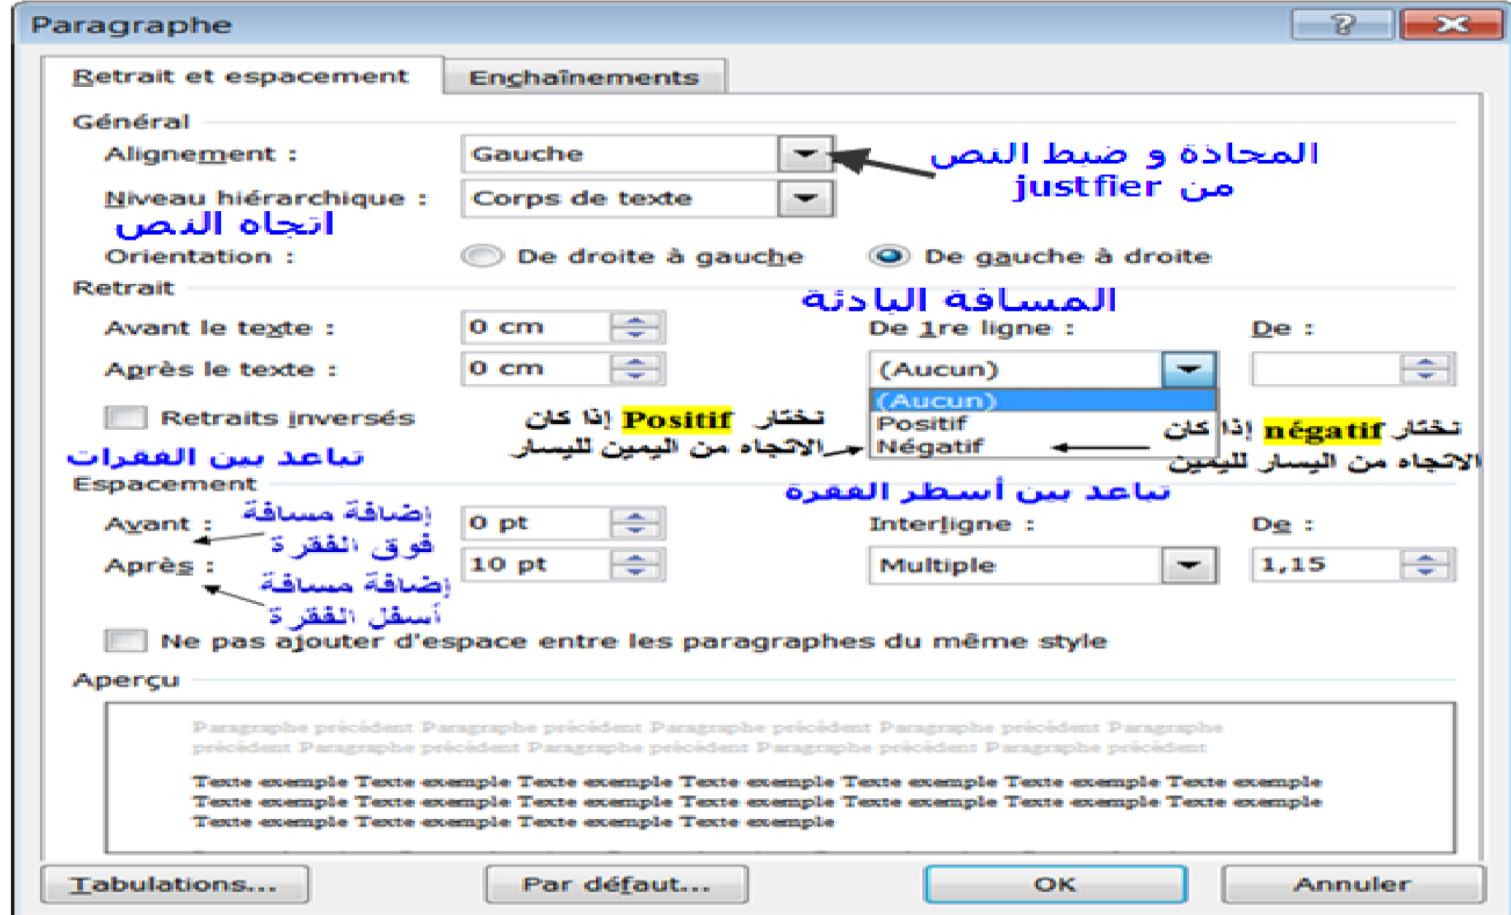 Paragraphe
Retrait et espacement
Enchaînements
Général
Alignement :
Gauche
المحاذة و ضبط النص
من justfier
Niveau hiérarchique :
Corps de texte
اتجاه النص
Orientation :
De droite à gauche
De gauche à droite
Retrait
المسافة البادئة
Avant le texte :
0 cm
De 1re ligne :
De :
Après le texte :
0 cm
(Aucun)
(Aucun)
Positif
Négatif
Retraits inversés
نختار Positif إذا كان
الاتجاه من اليمين لليسار
نختار négatif إذا كان
الاتجاه من اليسار لليمين
تباعد بين الفقرات
Espacement
تباعد بين أسطر الفقرة
Avant :
إضافة مسافة
فوق الفقرة
0 pt
Interligne :
De :
Après :
إضافة مسافة
أسفل الفقرة
10 pt
Multiple
1,15
Ne pas ajouter d'espace entre les paragraphes du même style
Aperçu
Paragraphe précédent Paragraphe précédent Paragraphe précédent Paragraphe précédent Paragraphe
précédent Paragraphe précédent Paragraphe précédent Paragraphe précédent Paragraphe précédent
Texte exemple Texte exemple Texte exemple Texte exemple Texte exemple Texte exemple Texte exemple
Texte exemple Texte exemple Texte exemple Texte exemple Texte exemple Texte exemple Texte exemple
Texte exemple Texte exemple Texte exemple Texte exemple
Tabulations...
Par défaut...
OK
Annuler